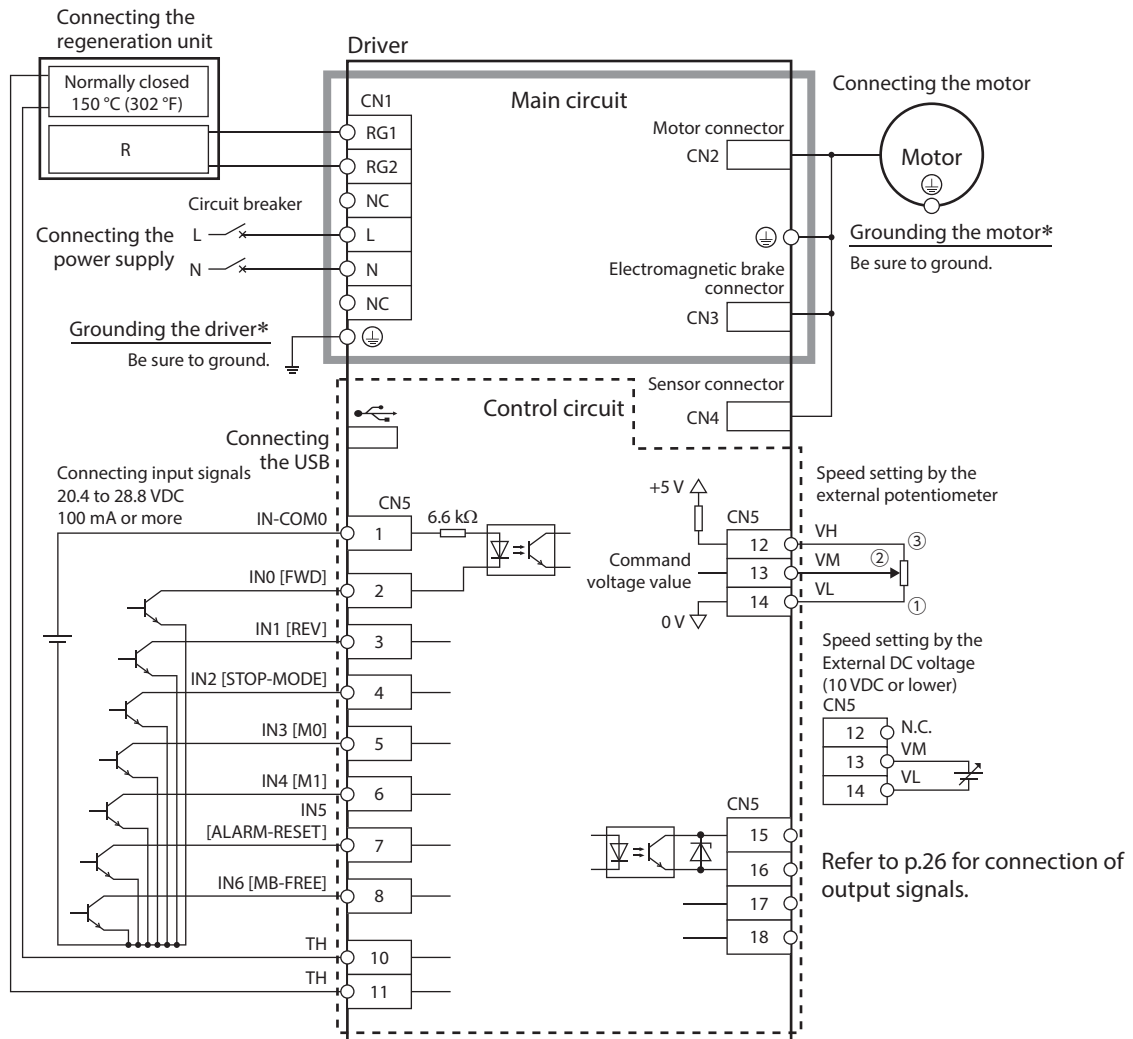 Connecting the
regeneration unit
Normally closed
150 °C (302 °F)
R
Driver
CN1
Main circuit
RG1
RG2
NC
L
N
NC
Circuit breaker
Connecting the
power supply
L
N
Grounding the driver*
Be sure to ground.
Motor connector
CN2
Connecting the motor
Motor
Grounding the motor*
Be sure to ground.
Electromagnetic brake
connector
CN3
Sensor connector
CN4
Control circuit
Connecting
the USB
Connecting input signals
20.4 to 28.8 VDC
100 mA or more
CN5
IN-COM0
1
6.6 kΩ
IN0 [FWD]
2
IN1 [REV]
3
IN2 [STOP-MODE]
4
IN3 [M0]
5
IN4 [M1]
6
IN5
[ALARM-RESET]
7
IN6 [MB-FREE]
8
TH
10
TH
11
+5 V
CN5
Command
voltage value
0 V
12
13
14
VH
VM
VL
③
②
①
Speed setting by the
external potentiometer
Speed setting by the
External DC voltage
(10 VDC or lower)
CN5
12
N.C.
13
VM
14
VL
CN5
15
16
17
18
Refer to p.26 for connection of
output signals.